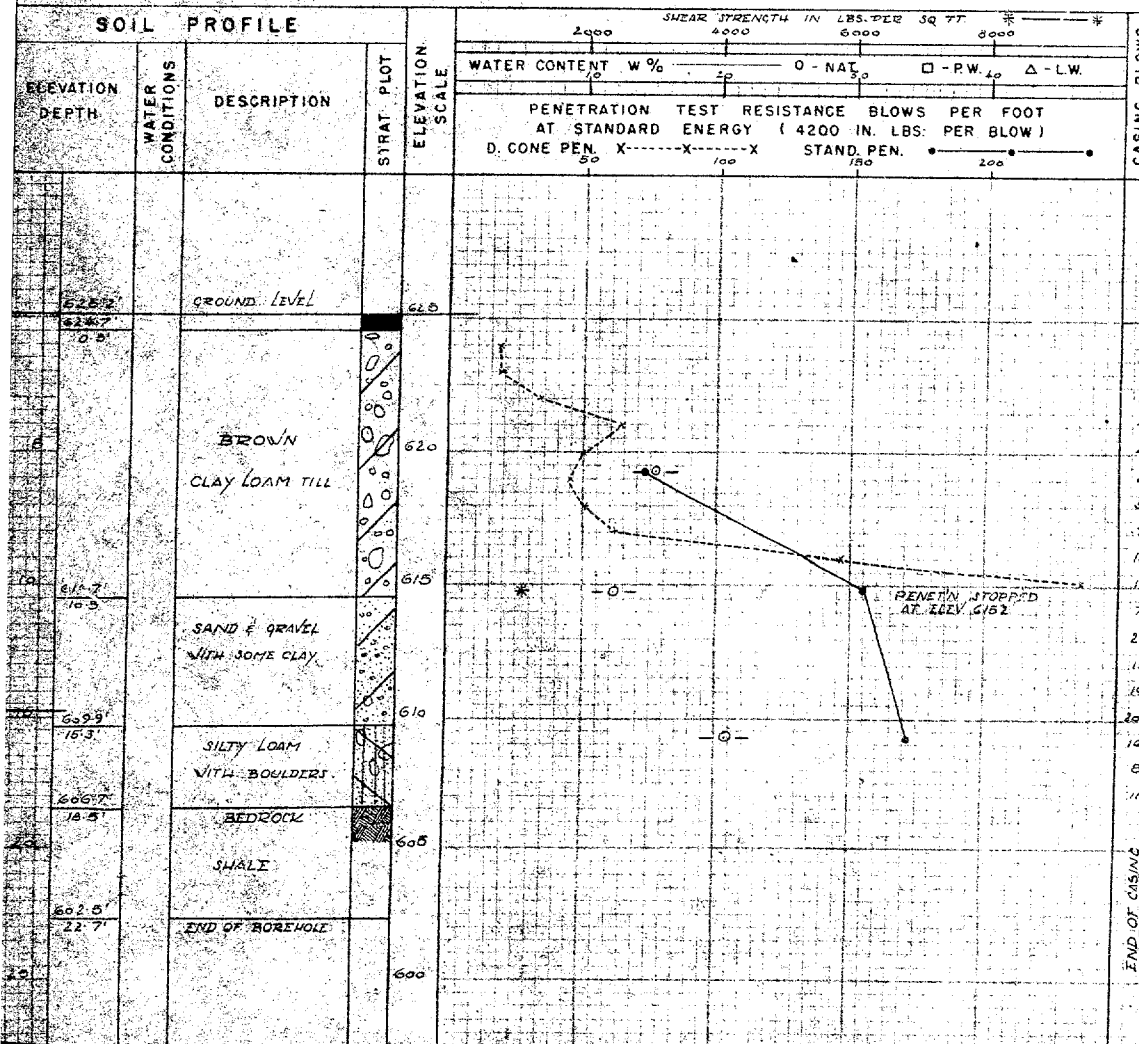 SOIL PROFILE
ELEVATION
DEPTH
WATER
CONDITIONS
DESCRIPTION
STRAT PLOT
ELEVATION
SCALE
SHEAR STRENGTH IN LBS. PER SQ FT. * *
2000 4000 6000 8000
WATER CONTENT W % O - NAT. □ - P.W. △ - L.W.
10 20 30 40
PENETRATION TEST RESISTANCE BLOWS PER FOOT
AT STANDARD ENERGY ( 4200 IN. LBS. PER BLOW )
D. CONE PEN. X-------X-------X STAND. PEN.
50 100 150 200
625.2'
GROUND LEVEL
625
624.7'
0.5'
BROWN
CLAY LOAM TILL
620
615
614.7'
10.5
PENET'N STOPPED
AT ELEV. 615.2
SAND & GRAVEL
WITH SOME CLAY.
610
609.9'
15.3'
SILTY LOAM
WITH BOULDERS.
606.7'
18.5'
BEDROCK
605
SHALE
602.5'
22.7'
END OF BOREHOLE
600
END OF CASING